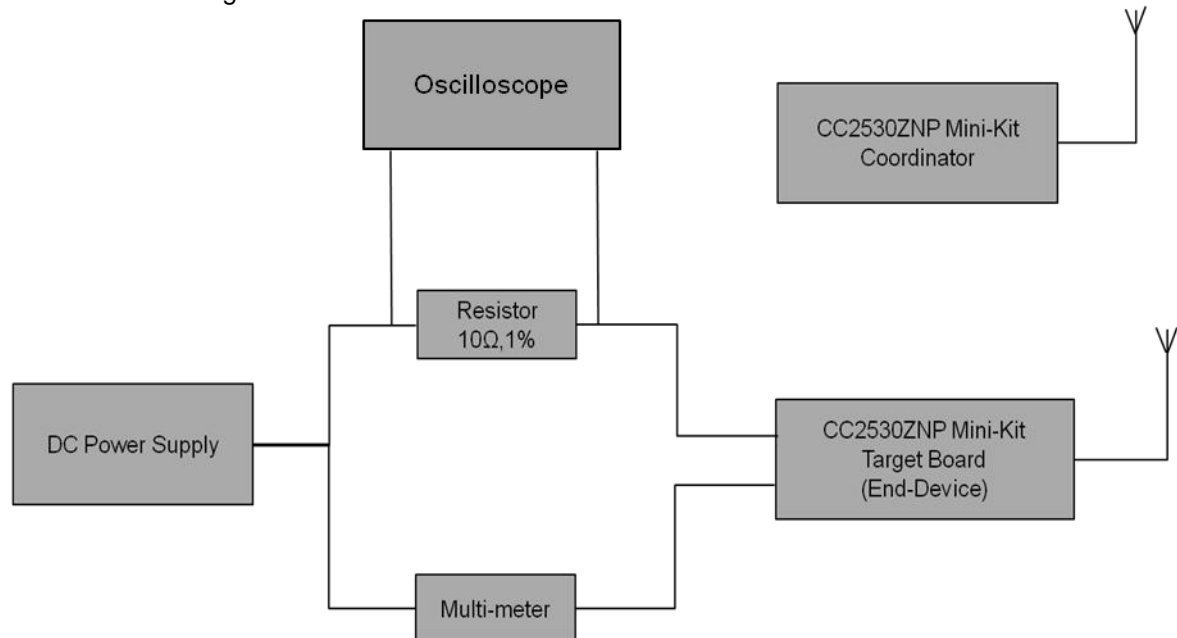 Oscilloscope
CC2530ZNP Mini-Kit
Coordinator
Resistor
10Ω,1%
DC Power Supply
CC2530ZNP Mini-Kit
Target Board
(End-Device)
Multi-meter